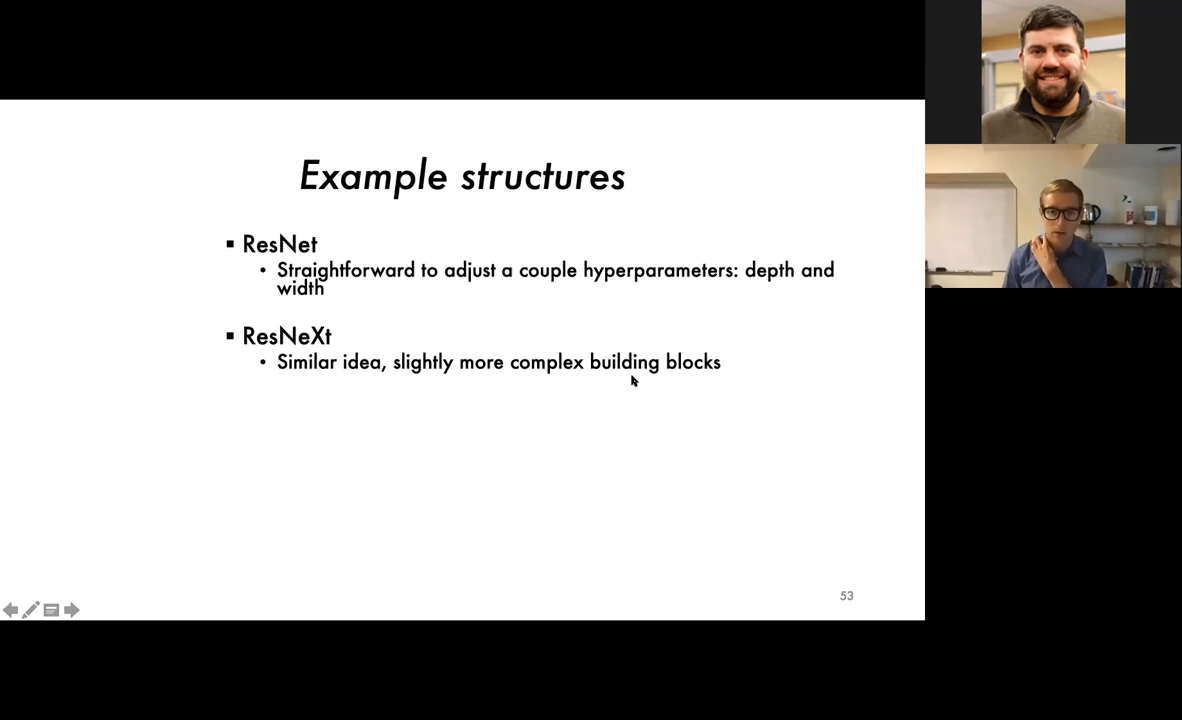 Example structures
▪ ResNet
• Straightforward to adjust a couple hyperparameters: depth and
width
▪ ResNeXt
• Similar idea, slightly more complex building blocks
53